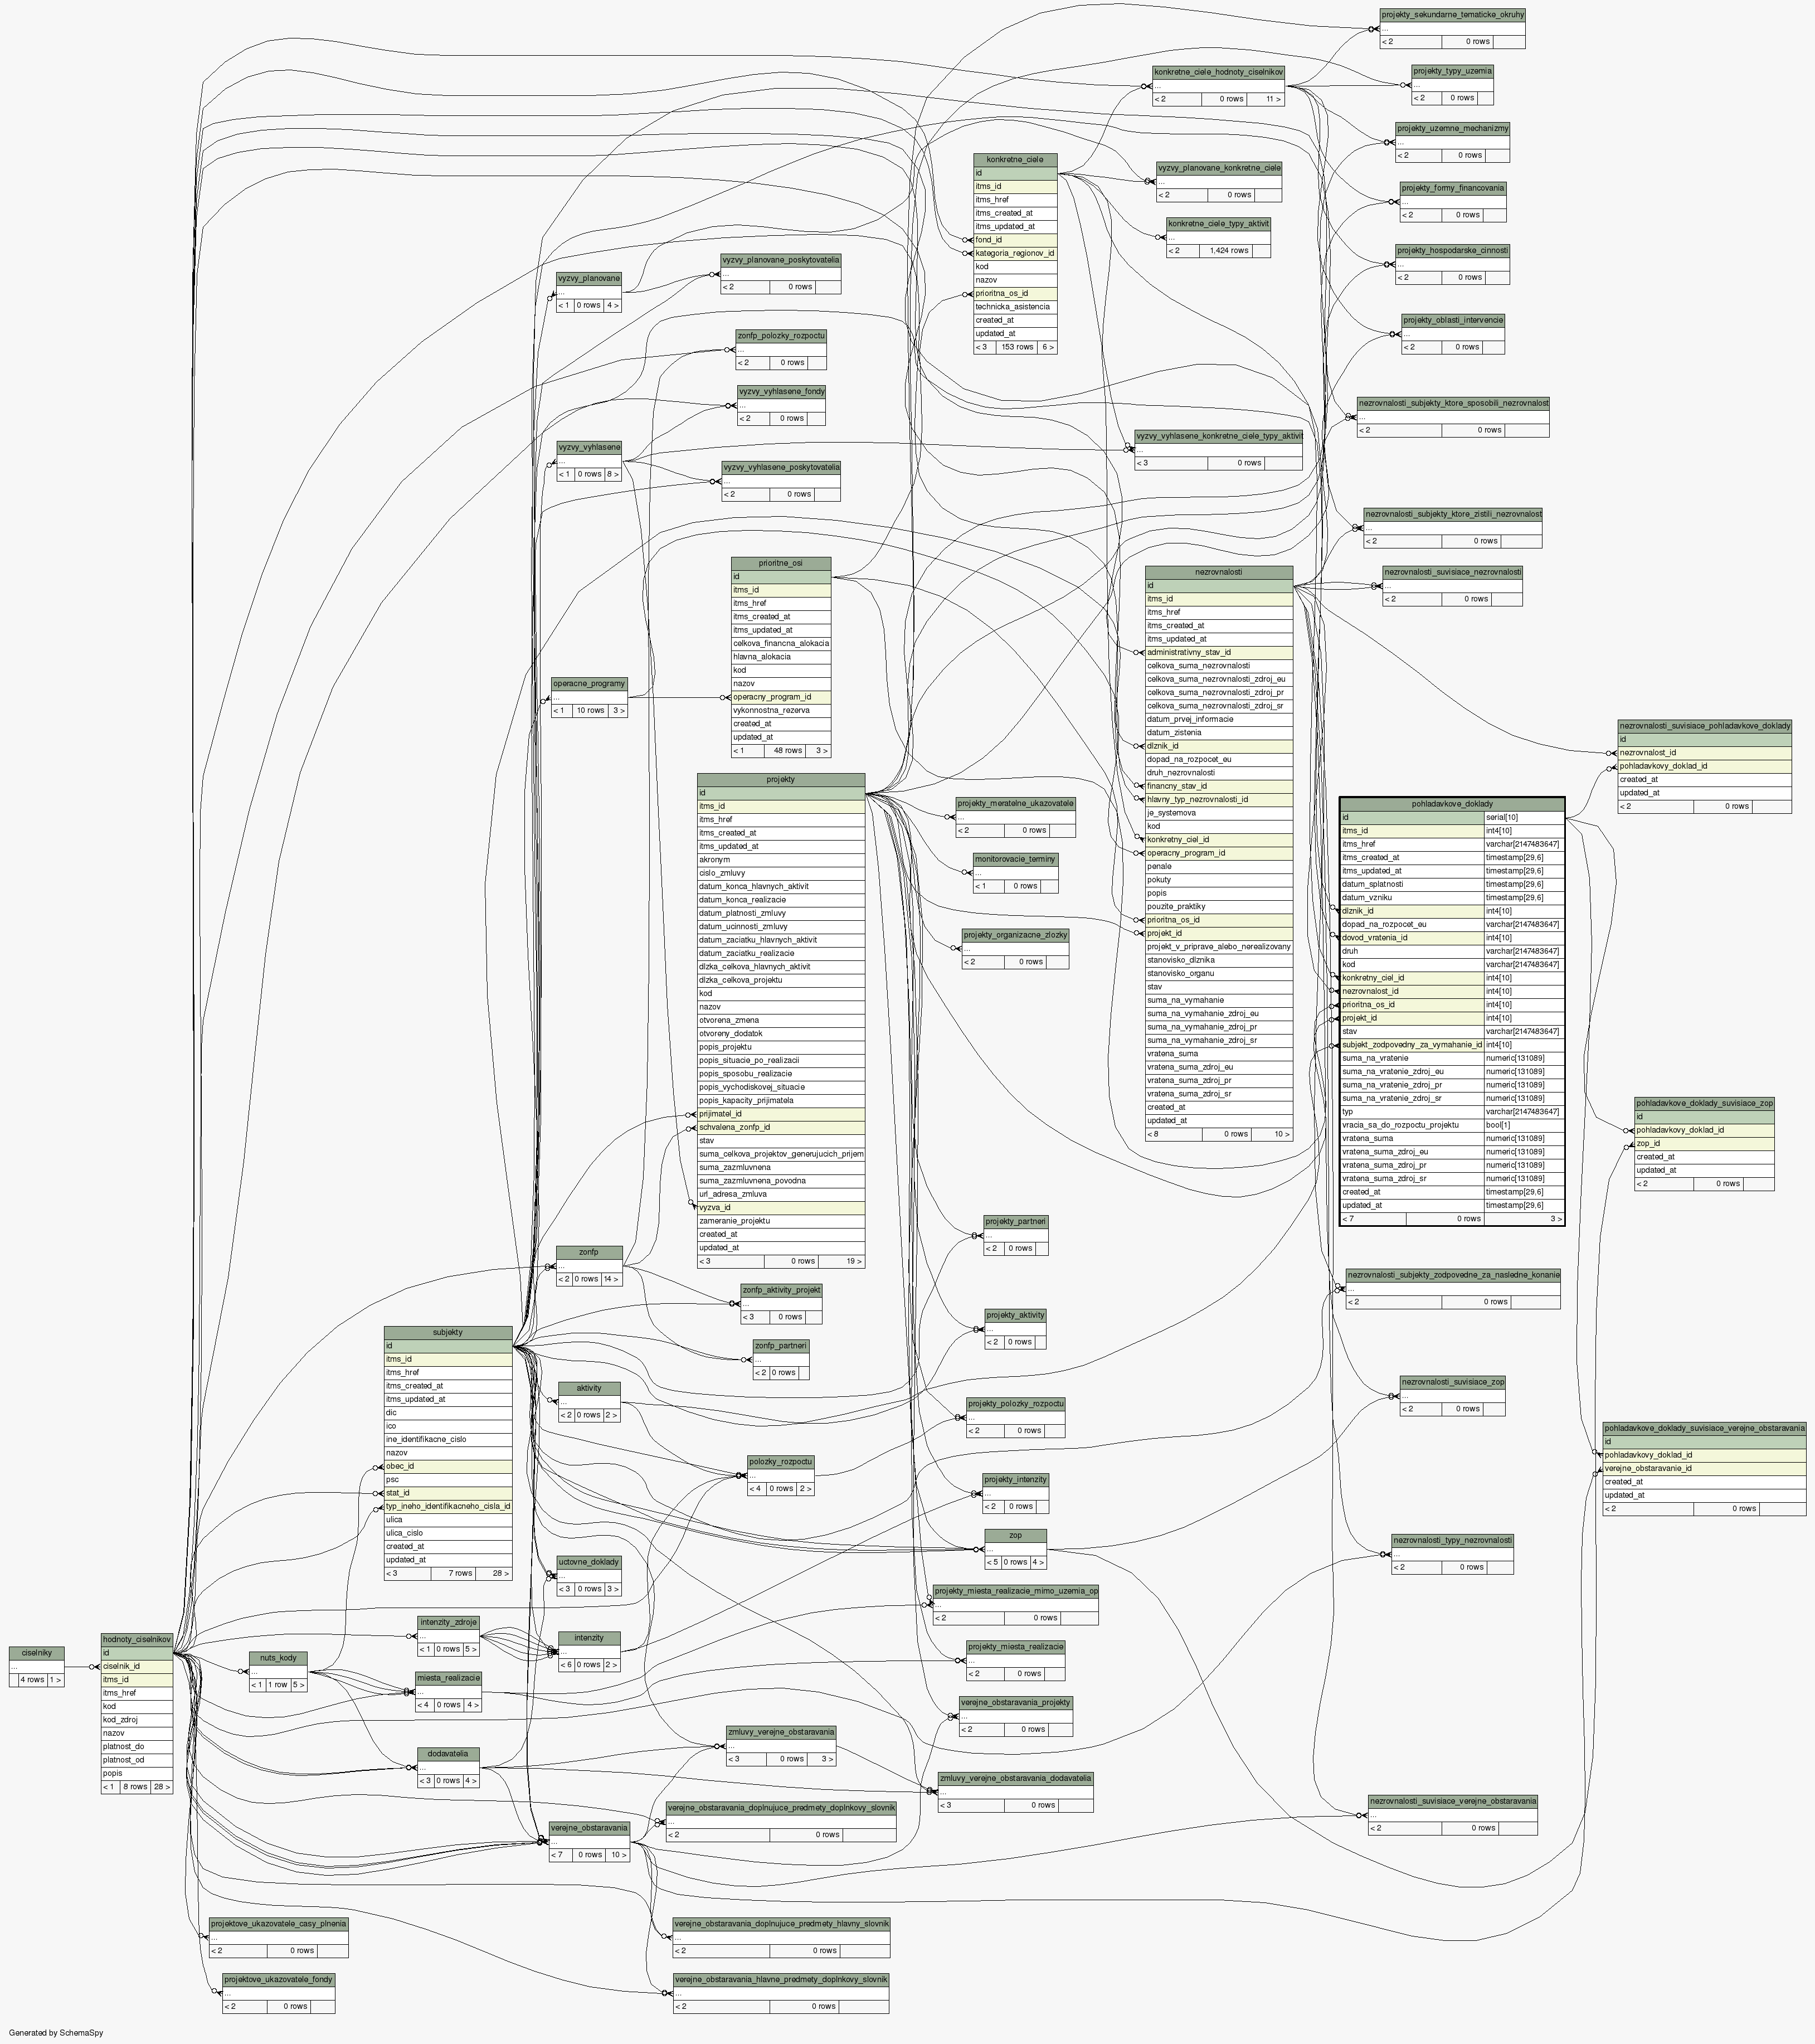 projekty_sekundarne_tematicke_okruhy
...
< 2 0 rows
projekty_typy_uzemia
...
< 2 0 rows
konkretne_ciele_hodnoty_ciselnikov
...
< 2 0 rows 11 >
projekty_uzemne_mechanizmy
...
< 2 0 rows
konkretne_ciele
id
itms_id
itms_href
itms_created_at
itms_updated_at
fond_id
kategoria_regionov_id
kod
nazov
prioritna_os_id
technicka_asistencia
created_at
updated_at
< 3 153 rows 6 >
vyzvy_planovane_konkretne_ciele
...
< 2 0 rows
projekty_formy_financovania
...
< 2 0 rows
konkretne_ciele_typy_aktivit
...
< 2 1,424 rows
projekty_hospodarske_cinnosti
...
< 2 0 rows
vyzvy_planovane_poskytovatelia
...
< 2 0 rows
vyzvy_planovane
...
< 1 0 rows 4 >
projekty_oblasti_intervencie
...
< 2 0 rows
zonfp_polozky_rozpoctu
...
< 2 0 rows
vyzvy_vyhlasene_fondy
...
< 2 0 rows
nezrovnalosti_subjekty_ktore_sposobili_nezrovnalost
...
< 2 0 rows
vyzvy_vyhlasene
...
< 1 0 rows 8 >
vyzvy_vyhlasene_konkretne_ciele_typy_aktivit
...
< 3 0 rows
vyzvy_vyhlasene_poskytovatelia
...
< 2 0 rows
nezrovnalosti_subjekty_ktore_zistili_nezrovnalost
...
< 2 0 rows
prioritne_osi
id
itms_id
itms_href
itms_created_at
itms_updated_at
celkova_financna_alokacia
hlavna_alokacia
kod
nazov
operacny_program_id
vykonnostna_rezerva
created_at
updated_at
< 1 48 rows 3 >
nezrovnalosti
id
itms_id
itms_href
itms_created_at
itms_updated_at
administrativny_stav_id
celkova_suma_nezrovnalosti
celkova_suma_nezrovnalosti_zdroj_eu
celkova_suma_nezrovnalosti_zdroj_pr
celkova_suma_nezrovnalosti_zdroj_sr
datum_prvej_informacie
datum_zistenia
dlznik_id
dopad_na_rozpocet_eu
druh_nezrovnalosti
financny_stav_id
hlavny_typ_nezrovnalosti_id
je_systemova
kod
konkretny_ciel_id
operacny_program_id
penale
pokuty
popis
pouzite_praktiky
prioritna_os_id
projekt_id
projekt_v_priprave_alebo_nerealizovany
stanovisko_dlznika
stanovisko_organu
stav
suma_na_vymahanie
suma_na_vymahanie_zdroj_eu
suma_na_vymahanie_zdroj_pr
suma_na_vymahanie_zdroj_sr
vratena_suma
vratena_suma_zdroj_eu
vratena_suma_zdroj_pr
vratena_suma_zdroj_sr
created_at
updated_at
< 8 0 rows 10 >
nezrovnalosti_suvisiace_nezrovnalosti
...
< 2 0 rows
operacne_programy
...
< 1 10 rows 3 >
nezrovnalosti_suvisiace_pohladavkove_doklady
id
nezrovnalost_id
pohladavkovy_doklad_id
created_at
updated_at
< 2 0 rows
projekty
id
itms_id
itms_href
itms_created_at
itms_updated_at
akronym
cislo_zmluvy
datum_konca_hlavnych_aktivit
datum_konca_realizacie
datum_platnosti_zmluvy
datum_ucinnosti_zmluvy
datum_zaciatku_hlavnych_aktivit
datum_zaciatku_realizacie
dlzka_celkova_hlavnych_aktivit
dlzka_celkova_projektu
kod
nazov
otvorena_zmena
otvoreny_dodatok
popis_projektu
popis_situacie_po_realizacii
popis_sposobu_realizacie
popis_vychodiskovej_situacie
popis_kapacity_prijimatela
prijimatel_id
schvalena_zonfp_id
stav
suma_celkova_projektov_generujucich_prijem
suma_zazmluvnena
suma_zazmluvnena_povodna
url_adresa_zmluva
vyzva_id
zameranie_projektu
created_at
updated_at
< 3 0 rows 19 >
projekty_meratelne_ukazovatele
...
< 2 0 rows
monitorovacie_terminy
...
< 1 0 rows
projekty_organizacne_zlozky
...
< 2 0 rows
pohladavkove_doklady
id serial[10]
itms_id int4[10]
itms_href varchar[2147483647]
itms_created_at timestamp[29,6]
itms_updated_at timestamp[29,6]
datum_splatnosti timestamp[29,6]
datum_vzniku timestamp[29,6]
dlznik_id int4[10]
dopad_na_rozpocet_eu varchar[2147483647]
dovod_vratenia_id int4[10]
druh varchar[2147483647]
kod varchar[2147483647]
konkretny_ciel_id int4[10]
nezrovnalost_id int4[10]
prioritna_os_id int4[10]
projekt_id int4[10]
stav varchar[2147483647]
subjekt_zodpovedny_za_vymahanie_id int4[10]
suma_na_vratenie numeric[131089]
suma_na_vratenie_zdroj_eu numeric[131089]
suma_na_vratenie_zdroj_pr numeric[131089]
suma_na_vratenie_zdroj_sr numeric[131089]
typ varchar[2147483647]
vracia_sa_do_rozpoctu_projektu bool[1]
vratena_suma numeric[131089]
vratena_suma_zdroj_eu numeric[131089]
vratena_suma_zdroj_pr numeric[131089]
vratena_suma_zdroj_sr numeric[131089]
created_at timestamp[29,6]
updated_at timestamp[29,6]
< 7 0 rows 3 >
pohladavkove_doklady_suvisiace_zop
id
pohladavkovy_doklad_id
zop_id
created_at
updated_at
< 2 0 rows
projekty_partneri
...
< 2 0 rows
zonfp
...
< 2 0 rows 14 >
nezrovnalosti_subjekty_zodpovedne_za_nasledne_konanie
...
< 2 0 rows
zonfp_aktivity_projekt
...
< 3 0 rows
projekty_aktivity
...
< 2 0 rows
subjekty
id
itms_id
itms_href
itms_created_at
itms_updated_at
dic
ico
ine_identifikacne_cislo
nazov
obec_id
psc
stat_id
typ_ineho_identifikacneho_cisla_id
ulica
ulica_cislo
created_at
updated_at
< 3 7 rows 28 >
zonfp_partneri
...
< 2 0 rows
aktivity
...
< 2 0 rows 2 >
nezrovnalosti_suvisiace_zop
...
< 2 0 rows
projekty_polozky_rozpoctu
...
< 2 0 rows
pohladavkove_doklady_suvisiace_verejne_obstaravania
id
pohladavkovy_doklad_id
verejne_obstaravanie_id
created_at
updated_at
< 2 0 rows
polozky_rozpoctu
...
< 4 0 rows 2 >
projekty_intenzity
...
< 2 0 rows
zop
...
< 5 0 rows 4 >
nezrovnalosti_typy_nezrovnalosti
...
< 2 0 rows
uctovne_doklady
...
< 3 0 rows 3 >
projekty_miesta_realizacie_mimo_uzemia_op
...
< 2 0 rows
intenzity_zdroje
...
< 1 0 rows 5 >
intenzity
...
< 6 0 rows 2 >
projekty_miesta_realizacie
...
< 2 0 rows
ciselniky
...
4 rows 1 >
hodnoty_ciselnikov
id
ciselnik_id
itms_id
itms_href
kod
kod_zdroj
nazov
platnost_do
platnost_od
popis
< 1 8 rows 28 >
nuts_kody
...
< 1 1 row 5 >
miesta_realizacie
...
< 4 0 rows 4 >
verejne_obstaravania_projekty
...
< 2 0 rows
zmluvy_verejne_obstaravania
...
< 3 0 rows 3 >
dodavatelia
...
< 3 0 rows 4 >
zmluvy_verejne_obstaravania_dodavatelia
...
< 3 0 rows
nezrovnalosti_suvisiace_verejne_obstaravania
...
< 2 0 rows
verejne_obstaravania_doplnujuce_predmety_doplnkovy_slovnik
...
< 2 0 rows
verejne_obstaravania
...
< 7 0 rows 10 >
projektove_ukazovatele_casy_plnenia
...
< 2 0 rows
verejne_obstaravania_doplnujuce_predmety_hlavny_slovnik
...
< 2 0 rows
projektove_ukazovatele_fondy
...
< 2 0 rows
verejne_obstaravania_hlavne_predmety_doplnkovy_slovnik
...
< 2 0 rows
Generated by SchemaSpy